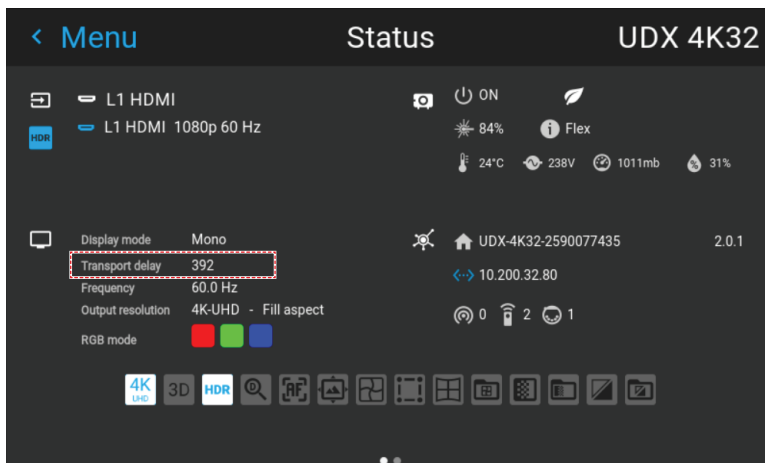 Menu Status UDX 4K32
L1 HDMI
HDR L1 HDMI 1080p 60 Hz
ON
84% Flex
24°C 238V 1011mb 31%
Display mode Mono
Transport delay 392
Frequency 60.0 Hz
Output resolution 4K-UHD - Fill aspect
RGB mode
UDX-4K32-2590077435 2.0.1
10.200.32.80
0 2 1
4K UHD 3D HDR D AF